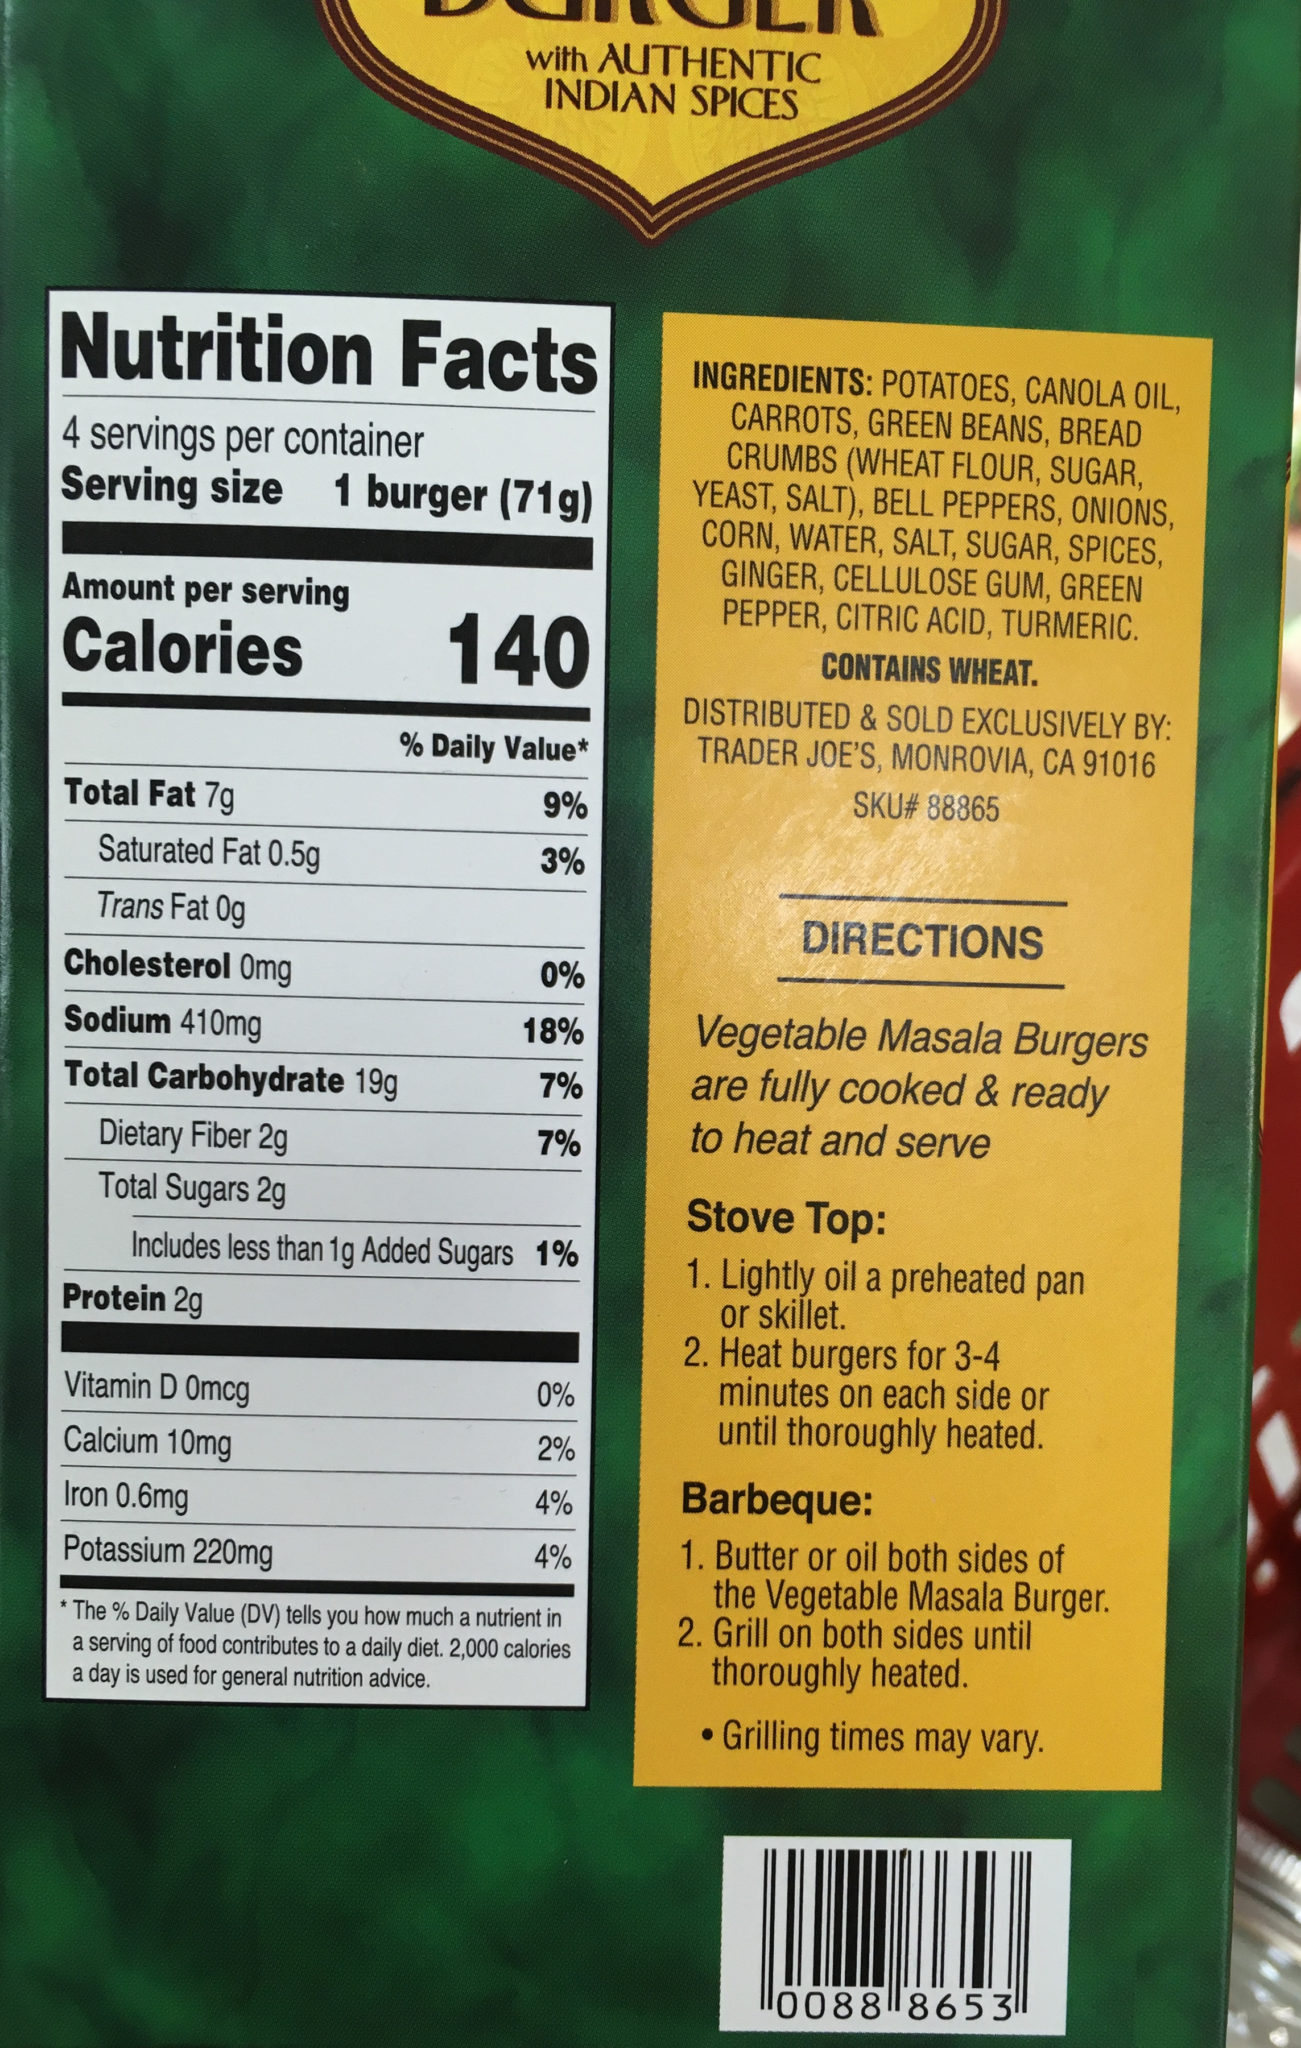 BURGER
with AUTHENTIC
INDIAN SPICES
Nutrition Facts
4 servings per container
Serving size 1 burger (71g)
Amount per serving
Calories 140
% Daily Value*
Total Fat 7g 9%
Saturated Fat 0.5g 3%
Trans Fat 0g
Cholesterol 0mg 0%
Sodium 410mg 18%
Total Carbohydrate 19g 7%
Dietary Fiber 2g 7%
Total Sugars 2g
Includes less than 1g Added Sugars 1%
Protein 2g
Vitamin D 0mcg 0%
Calcium 10mg 2%
Iron 0.6mg 4%
Potassium 220mg 4%
* The % Daily Value (DV) tells you how much a nutrient in
a serving of food contributes to a daily diet. 2,000 calories
a day is used for general nutrition advice.
INGREDIENTS: POTATOES, CANOLA OIL,
CARROTS, GREEN BEANS, BREAD
CRUMBS (WHEAT FLOUR, SUGAR,
YEAST, SALT), BELL PEPPERS, ONIONS,
CORN, WATER, SALT, SUGAR, SPICES,
GINGER, CELLULOSE GUM, GREEN
PEPPER, CITRIC ACID, TURMERIC.
CONTAINS WHEAT.
DISTRIBUTED & SOLD EXCLUSIVELY BY:
TRADER JOE'S, MONROVIA, CA 91016
SKU# 88865
DIRECTIONS
Vegetable Masala Burgers
are fully cooked & ready
to heat and serve
Stove Top:
1. Lightly oil a preheated pan
or skillet.
2. Heat burgers for 3-4
minutes on each side or
until thoroughly heated.
Barbeque:
1. Butter or oil both sides of
the Vegetable Masala Burger.
2. Grill on both sides until
thoroughly heated.
• Grilling times may vary.
0088 8653